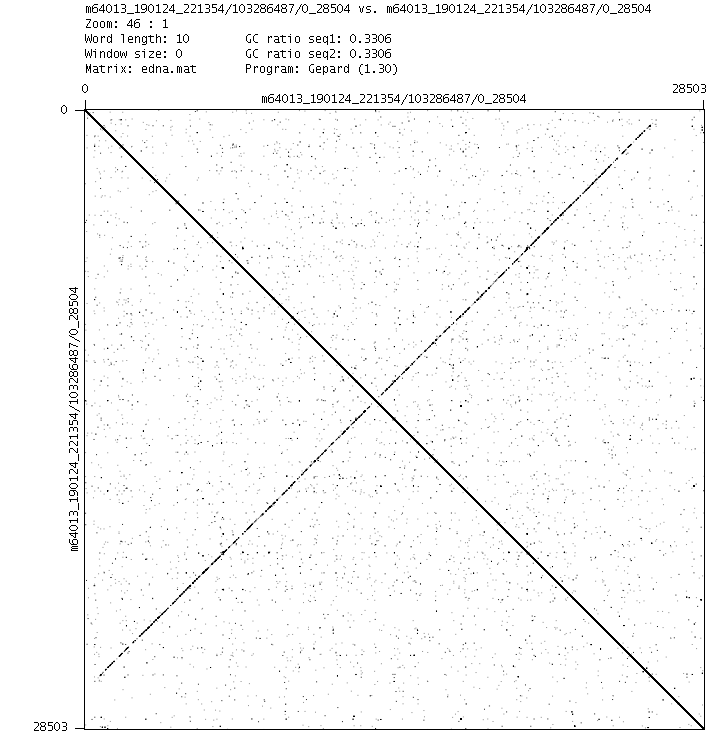 m64013_190124_221354/103286487/0_28504 vs. m64013_190124_221354/103286487/0_28504
Zoom: 46 : 1
Word length: 10 GC ratio seq1: 0.3306
Window size: 0 GC ratio seq2: 0.3306
Matrix: edna.mat Program: Gepard (1.30)
0 28503
m64013_190124_221354/103286487/0_28504
0
m64013_190124_221354/103286487/0_28504
28503